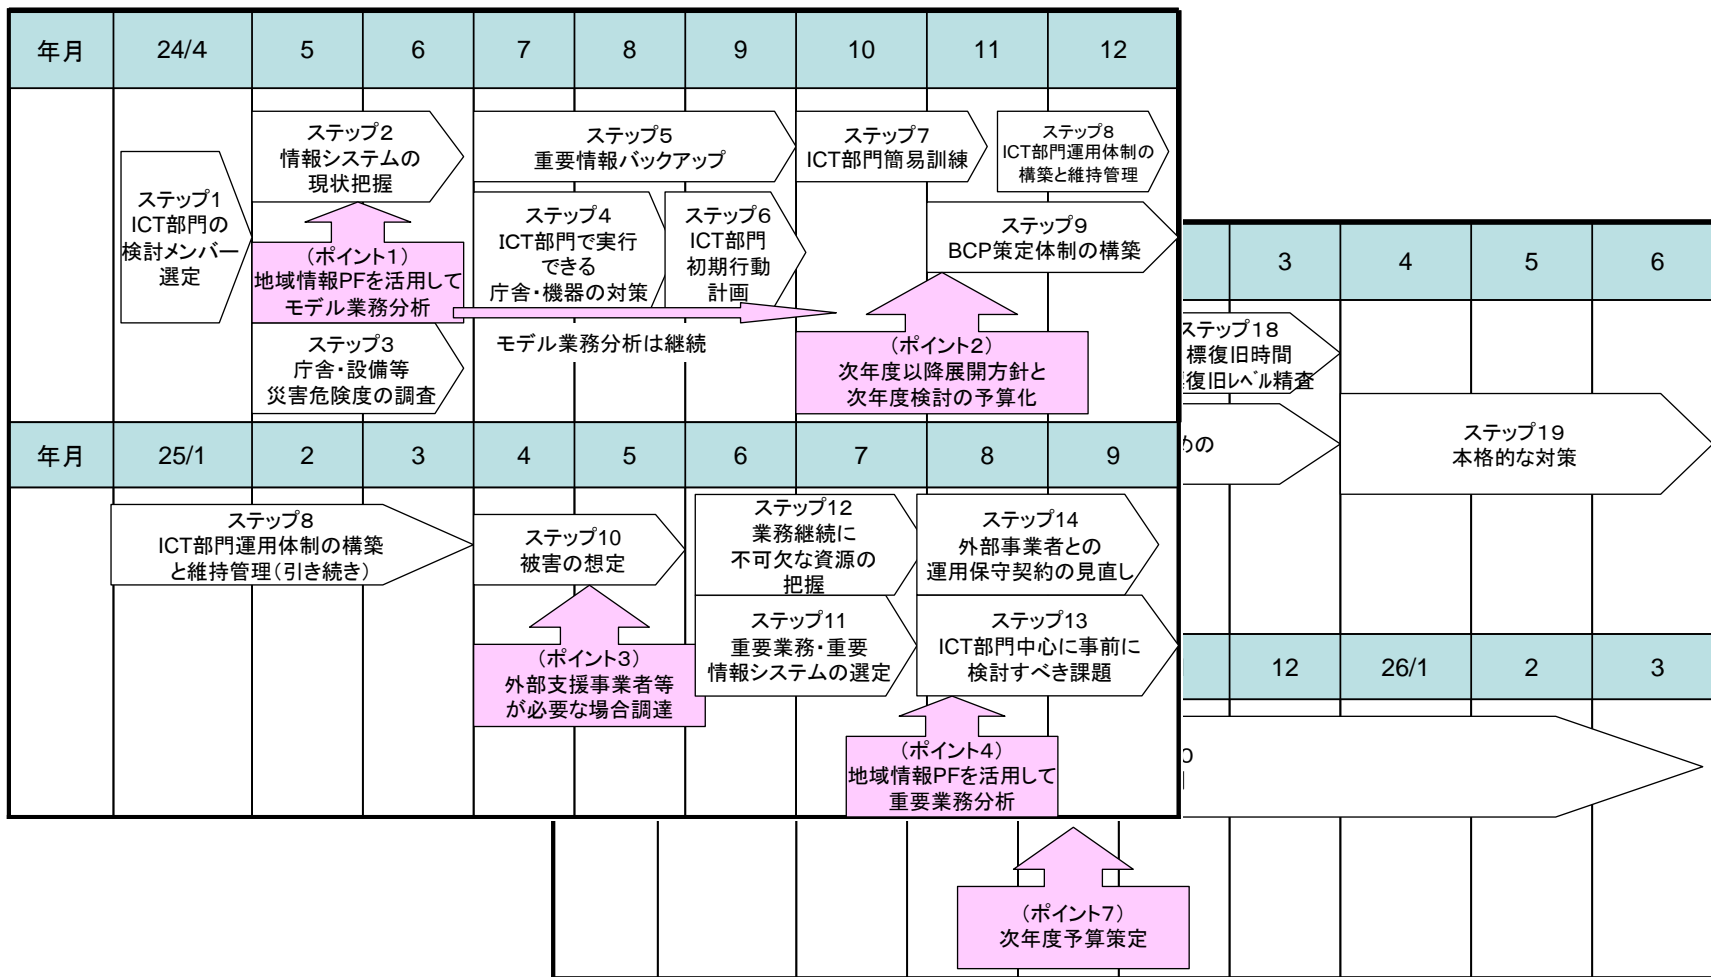 年月 24/4 5 6 7 8 9 10 11 12
ステップ1
ICT部門の
検討メンバー
選定
ステップ2
情報システムの
現状把握
(ポイント1)
地域情報PFを活用して
モデル業務分析
ステップ3
庁舎・設備等
災害危険度の調査
ステップ5
重要情報バックアップ
ステップ4
ICT部門で実行
できる
庁舎・機器の対策
ステップ6
ICT部門
初期行動
計画
モデル業務分析は継続
ステップ7
ICT部門簡易訓練
ステップ8
ICT部門運用体制の
構築と維持管理
ステップ9
BCP策定体制の構築
(ポイント2)
次年度以降展開方針と
次年度検討の予算化
年月 25/1 2 3 4 5 6 7 8 9
ステップ8
ICT部門運用体制の構築
と維持管理(引き続き)
ステップ10
被害の想定
(ポイント3)
外部支援事業者等
が必要な場合調達
ステップ12
業務継続に
不可欠な資源の
把握
ステップ11
重要業務・重要
情報システムの選定
ステップ14
外部事業者との
運用保守契約の見直し
ステップ13
ICT部門中心に事前に
検討すべき課題
(ポイント4)
地域情報PFを活用して
重要業務分析
3 4 5 6
ステップ18
標復旧時間
復旧レベル精査
めの
ステップ19
本格的な対策
12 26/1 2 3
(ポイント7)
次年度予算策定